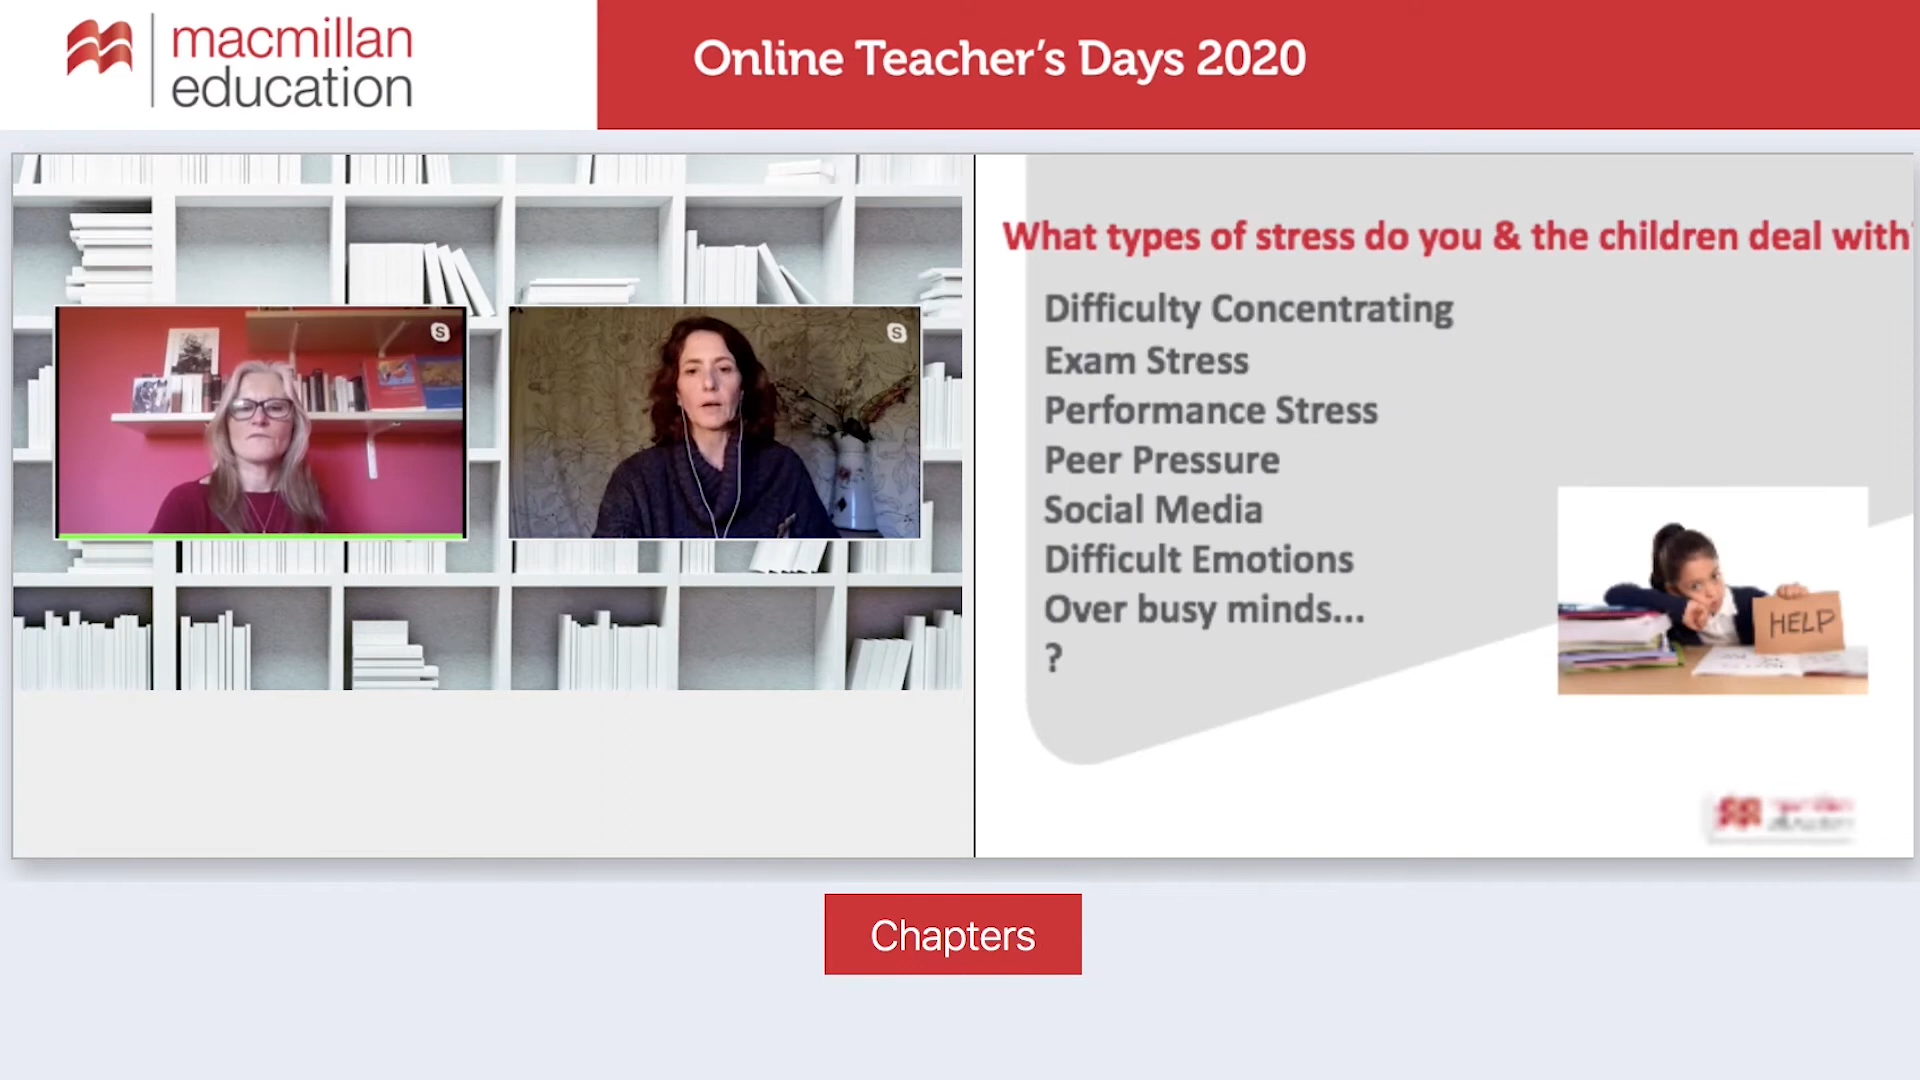 macmillan
education
Online Teacher's Days 2020
S
S
What types of stress do you & the children deal with
Difficulty Concentrating
Exam Stress
Performance Stress
Peer Pressure
Social Media
Difficult Emotions
Over busy minds...
?
HELP
Chapters